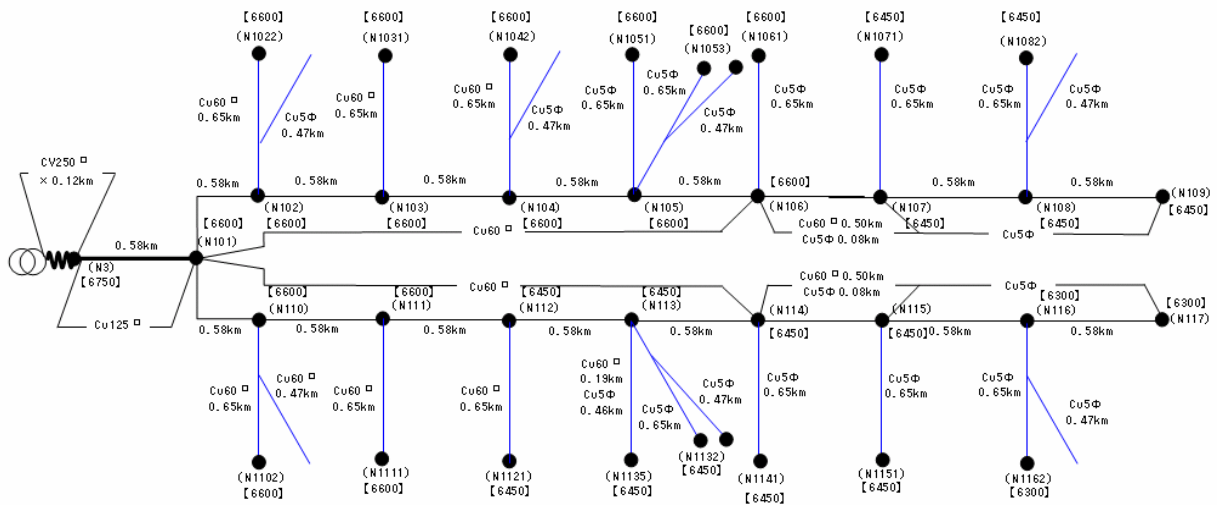 【6600】 【6600】 【6600】 【6600】 【6600】 【6450】 【6450】
(N1022) (N1031) (N1042) (N1051) 【6600】 (N1061) (N1071) (N1082)
(N1053)
Cu60□ 0.65km
Cu5Φ 0.47km
Cu60□ 0.65km
Cu60□ 0.65km
Cu5Φ 0.47km
Cu5Φ 0.65km
Cu5Φ 0.65km
Cu5Φ 0.47km
Cu5Φ 0.65km
Cu5Φ 0.65km
Cu5Φ 0.65km
Cu5Φ 0.47km
CV250□
×0.12km
0.58km 0.58km 0.58km 0.58km 0.58km 0.58km 0.58km
(N102) (N103) (N104) (N105) 【6600】 (N106) (N107) (N108) (N109)
【6600】 【6600】 【6600】 【6600】 【6600】 【6450】 【6450】 【6450】
(N101)
Cu60□ Cu60□ 0.50km Cu5Φ
Cu5Φ 0.08km
0.58km
(N3)
【6750】
Cu125□
Cu60□ Cu60□ 0.50km Cu5Φ
Cu5Φ 0.08km
【6600】 【6600】 【6450】 【6450】 【6300】 【6300】
(N110) (N111) (N112) (N113) (N114) (N115) (N116) (N117)
【6450】 【6450】
0.58km 0.58km 0.58km 0.58km 0.58km 0.58km 0.58km
Cu60□ 0.65km
Cu60□ 0.47km
Cu60□ 0.65km
Cu60□ 0.65km
Cu60□
0.19km
Cu5Φ
0.46km
Cu5Φ 0.65km
Cu5Φ 0.47km
Cu5Φ 0.65km
Cu5Φ 0.65km
Cu5Φ 0.65km
Cu5Φ 0.47km
(N1102) (N1111) (N1121) (N1135) (N1132) (N1141) (N1151) (N1162)
【6600】 【6600】 【6450】 【6450】 【6450】 【6450】 【6450】 【6300】